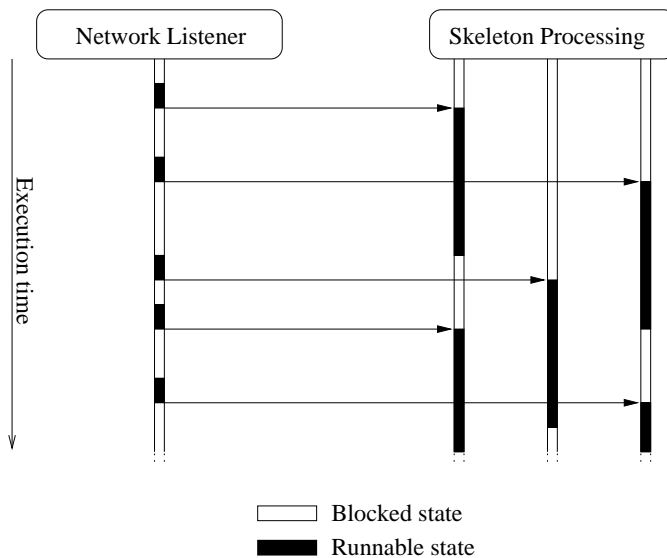 Network Listener
Skeleton Processing
Execution time
Blocked state
Runnable state